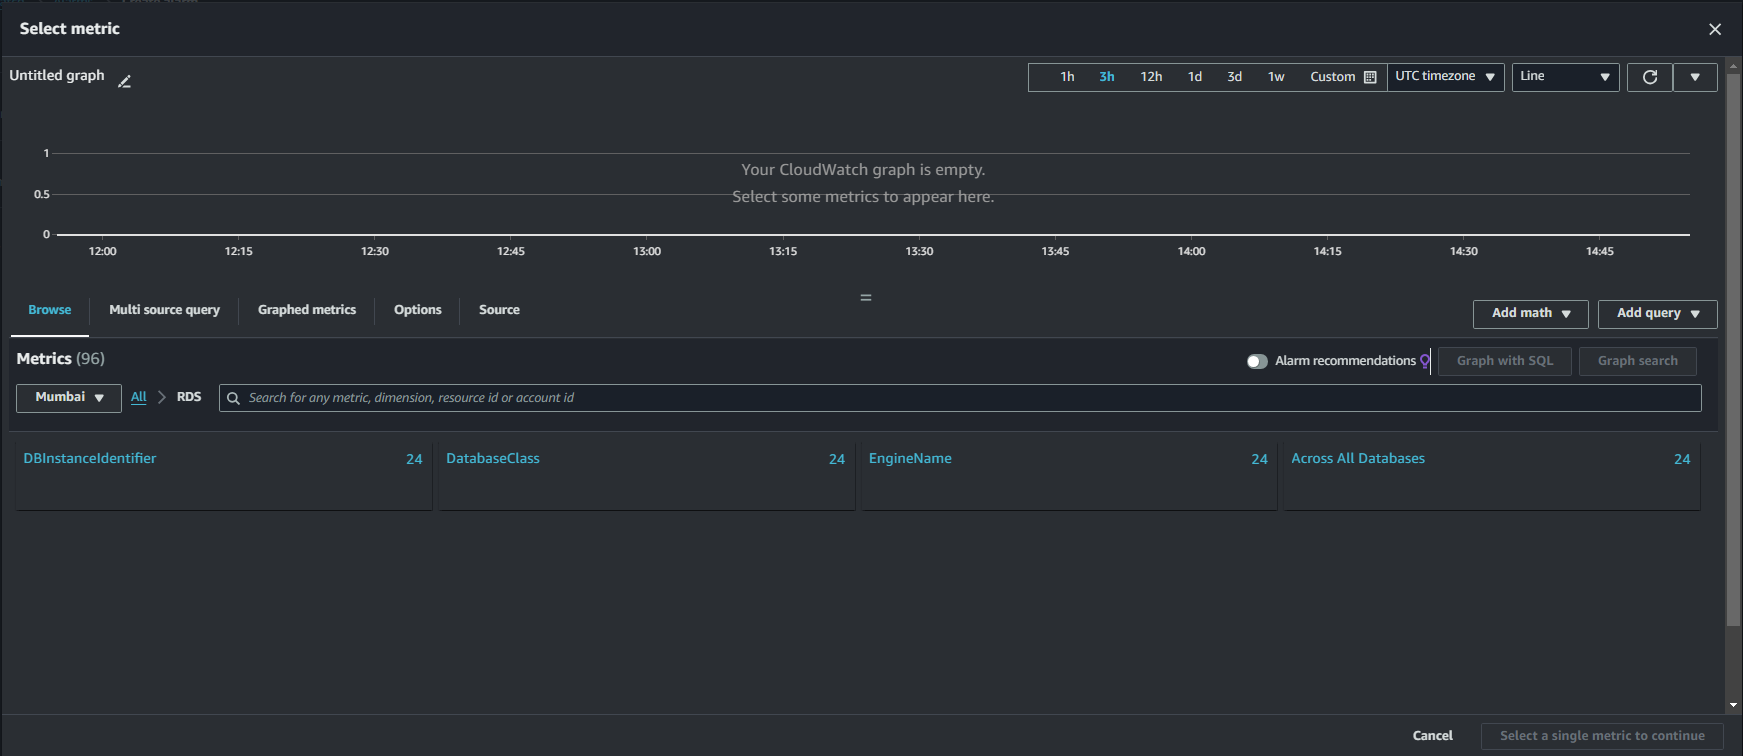 Create alarm
Select metric
Untitled graph
1h 3h 12h 1d 3d 1w Custom UTC timezone Line
1
Your CloudWatch graph is empty.
0.5
Select some metrics to appear here.
0
12:00 12:15 12:30 12:45 13:00 13:15 13:30 13:45 14:00 14:15 14:30 14:45
Browse Multi source query Graphed metrics Options Source Add math Add query
Metrics (96) Alarm recommendations Graph with SQL Graph search
Mumbai All RDS Search for any metric, dimension, resource id or account id
DBInstanceIdentifier 24 DatabaseClass 24 EngineName 24 Across All Databases 24
Cancel Select a single metric to continue